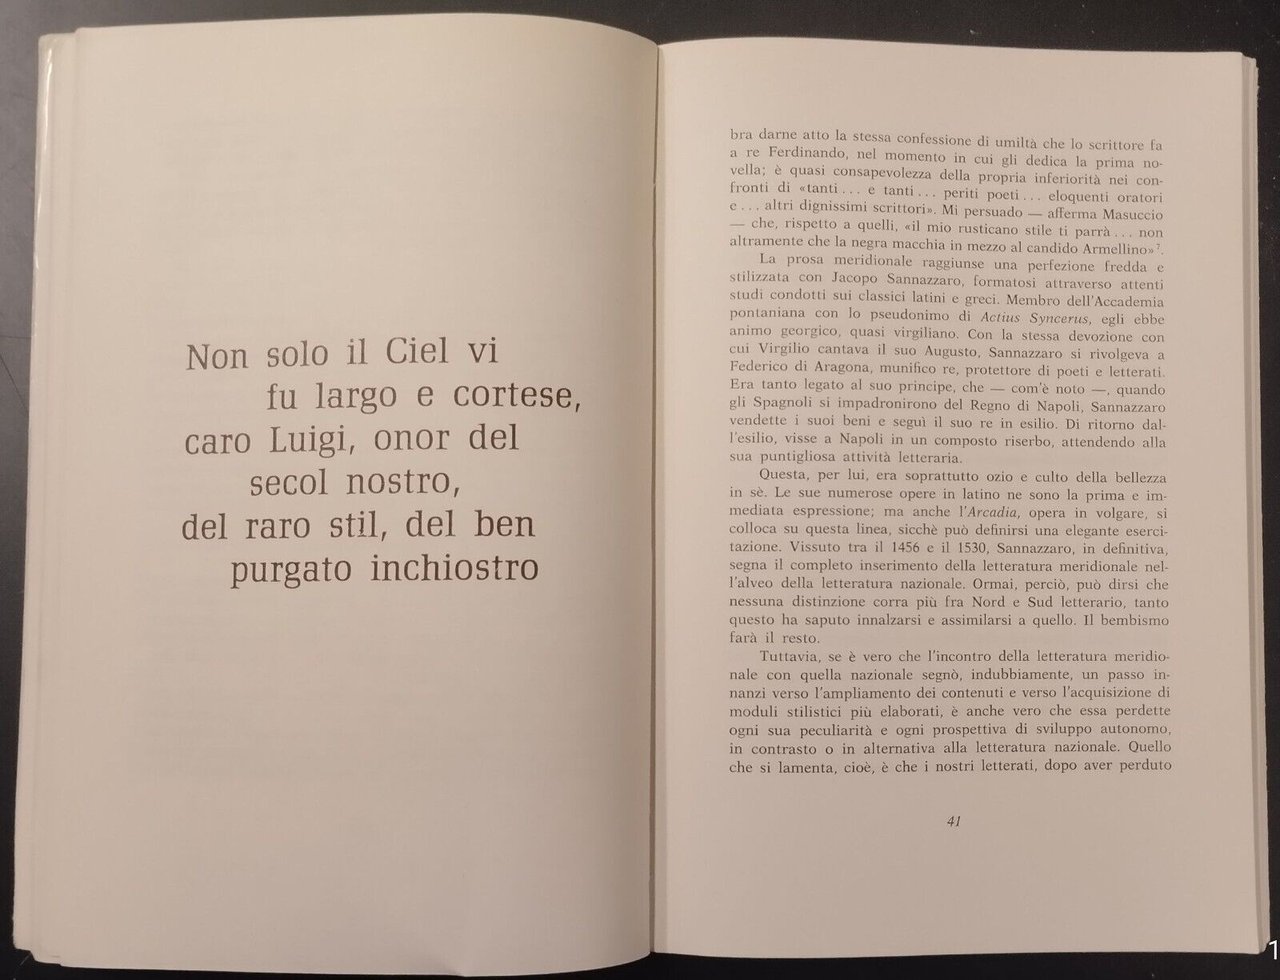 Non solo il Ciel vi
fu largo e cortese,
caro Luigi, onor del
secol nostro,
del raro stil, del ben
purgato inchiostro
bra darne atto la stessa confessione di umiltà che lo scrittore fa
a re Ferdinando, nel momento in cui gli dedica la prima no-
vella; è quasi consapevolezza della propria inferiorità nei con-
fronti di «tanti . . . e tanti . . . periti poeti . . . eloquenti oratori
e . . . altri dignissimi scrittori». Mi persuado — afferma Masuccio
— che, rispetto a quelli, «il mio rusticano stile ti parrà . . . non
altramente che la negra macchia in mezzo al candido Armellino»⁷.
La prosa meridionale raggiunse una perfezione fredda e
stilizzata con Jacopo Sannazzaro, formatosi attraverso attenti
studi condotti sui classici latini e greci. Membro dell'Accademia
pontaniana con lo pseudonimo di Actius Syncerus, egli ebbe
animo georgico, quasi virgiliano. Con la stessa devozione con
cui Virgilio cantava il suo Augusto, Sannazzaro si rivolgeva a
Federico di Aragona, munifico re, protettore di poeti e letterati.
Era tanto legato al suo principe, che — com'è noto —, quando
gli Spagnoli si impadronirono del Regno di Napoli, Sannazzaro
vendette i suoi beni e seguì il suo re in esilio. Di ritorno dal-
l'esilio, visse a Napoli in un composto riserbo, attendendo alla
sua puntigliosa attività letteraria.
Questa, per lui, era soprattutto ozio e culto della bellezza
in sè. Le sue numerose opere in latino ne sono la prima e im-
mediata espressione; ma anche l'Arcadia, opera in volgare, si
colloca su questa linea, sicchè può definirsi una elegante eserci-
tazione. Vissuto tra il 1456 e il 1530, Sannazzaro, in definitiva,
segna il completo inserimento della letteratura meridionale nel-
l'alveo della letteratura nazionale. Ormai, perciò, può dirsi che
nessuna distinzione corra più fra Nord e Sud letterario, tanto
questo ha saputo innalzarsi e assimilarsi a quello. Il bembismo
farà il resto.
Tuttavia, se è vero che l'incontro della letteratura meridio-
nale con quella nazionale segnò, indubbiamente, un passo in-
nanzi verso l'ampliamento dei contenuti e verso l'acquisizione di
moduli stilistici più elaborati, è anche vero che essa perdette
ogni sua peculiarità e ogni prospettiva di sviluppo autonomo,
in contrasto o in alternativa alla letteratura nazionale. Quello
che si lamenta, cioè, è che i nostri letterati, dopo aver perduto
41